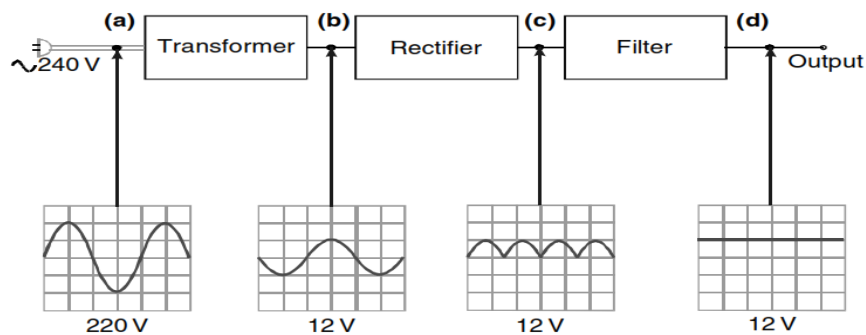 (a) (b) (c) (d)
Transformer Rectifier Filter
240 V Output
220 V 12 V 12 V 12 V